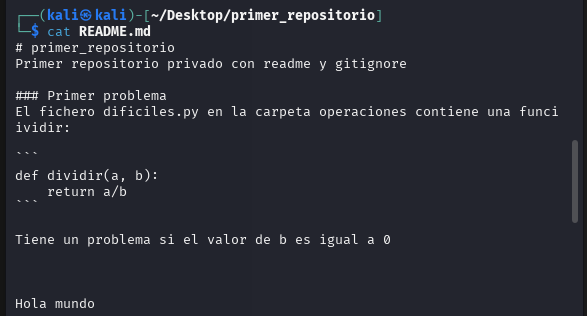 ┌──(kali㉿kali)-[~/Desktop/primer_repositorio]
└─$ cat README.md
# primer_repositorio
Primer repositorio privado con readme y gitignore
### Primer problema
El fichero dificiles.py en la carpeta operaciones contiene una funci
ividir:
```
def dividir(a, b):
    return a/b
```
Tiene un problema si el valor de b es igual a 0
Hola mundo